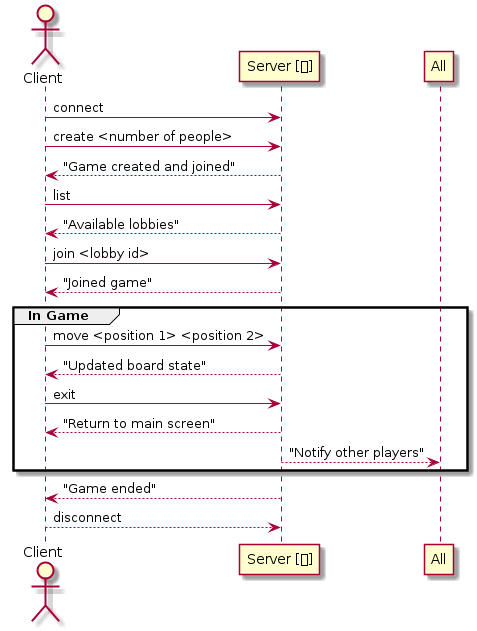 Client
Server [▯]
All
connect
create <number of people>
"Game created and joined"
list
"Available lobbies"
join <lobby id>
"Joined game"
In Game
move <position 1> <position 2>
"Updated board state"
exit
"Return to main screen"
"Notify other players"
"Game ended"
disconnect
Client
Server [▯]
All